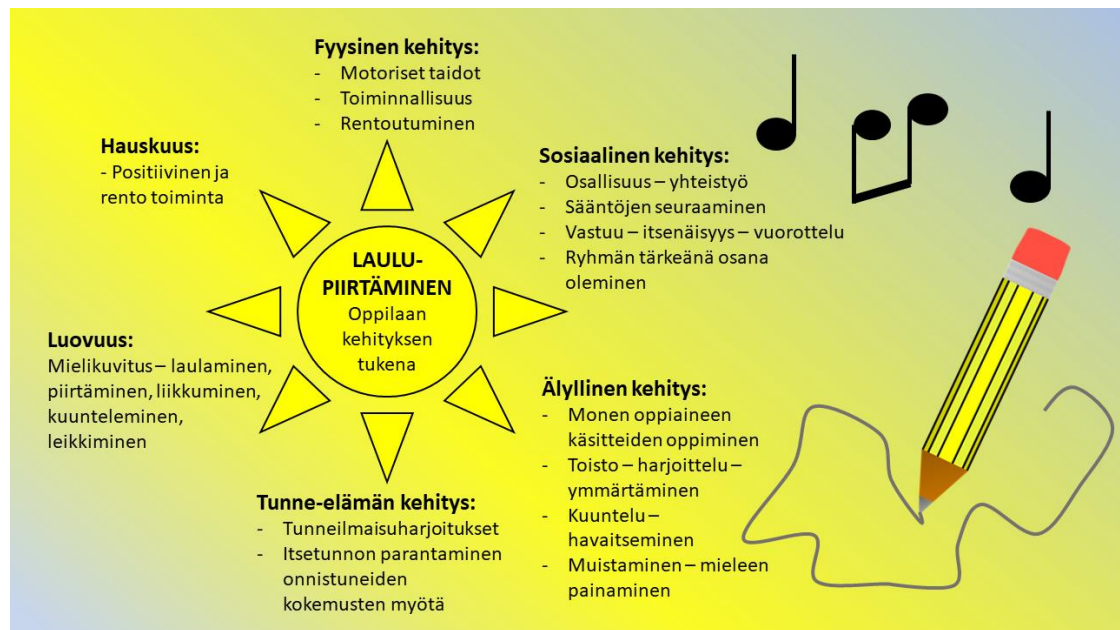 Fyysinen kehitys:
- Motoriset taidot
- Toiminnallisuus
- Rentoutuminen
Hauskuus:
- Positiivinen ja
rento toiminta
Sosiaalinen kehitys:
- Osallisuus – yhteistyö
- Sääntöjen seuraaminen
- Vastuu – itsenäisyys – vuorottelu
- Ryhmän tärkeänä osana
oleminen
LAULU-
PIIRTÄMINEN
Oppilaan
kehityksen
tukena
Luovuus:
Mielikuvitus – laulaminen,
piirtäminen, liikkuminen,
kuunteleminen,
leikkiminen
Älyllinen kehitys:
- Monen oppiaineen
käsitteiden oppiminen
- Toisto – harjoittelu –
ymmärtäminen
- Kuuntelu –
havaitseminen
- Muistaminen – mieleen
painaminen
Tunne-elämän kehitys:
- Tunneilmaisuharjoitukset
- Itsetunnon parantaminen
onnistuneiden
kokemusten myötä